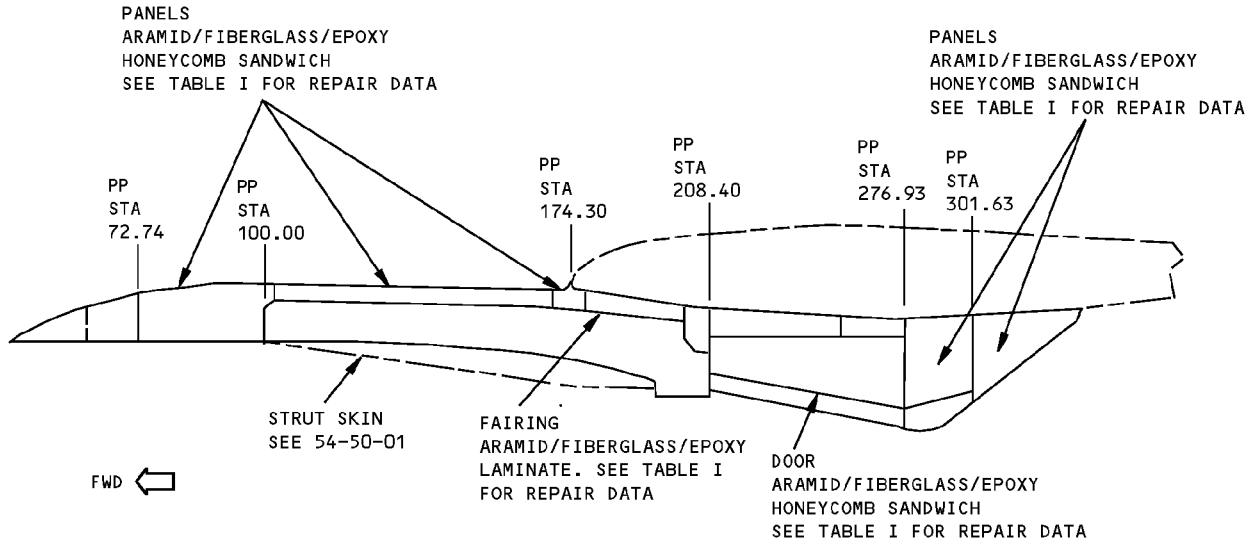 PANELS
ARAMID/FIBERGLASS/EPOXY
HONEYCOMB SANDWICH
SEE TABLE I FOR REPAIR DATA
PANELS
ARAMID/FIBERGLASS/EPOXY
HONEYCOMB SANDWICH
SEE TABLE I FOR REPAIR DATA
PP
STA
72.74
PP
STA
100.00
PP
STA
174.30
PP
STA
208.40
PP
STA
276.93
PP
STA
301.63
STRUT SKIN
SEE 54-50-01
FAIRING
ARAMID/FIBERGLASS/EPOXY
LAMINATE. SEE TABLE I
FOR REPAIR DATA
DOOR
ARAMID/FIBERGLASS/EPOXY
HONEYCOMB SANDWICH
SEE TABLE I FOR REPAIR DATA
FWD